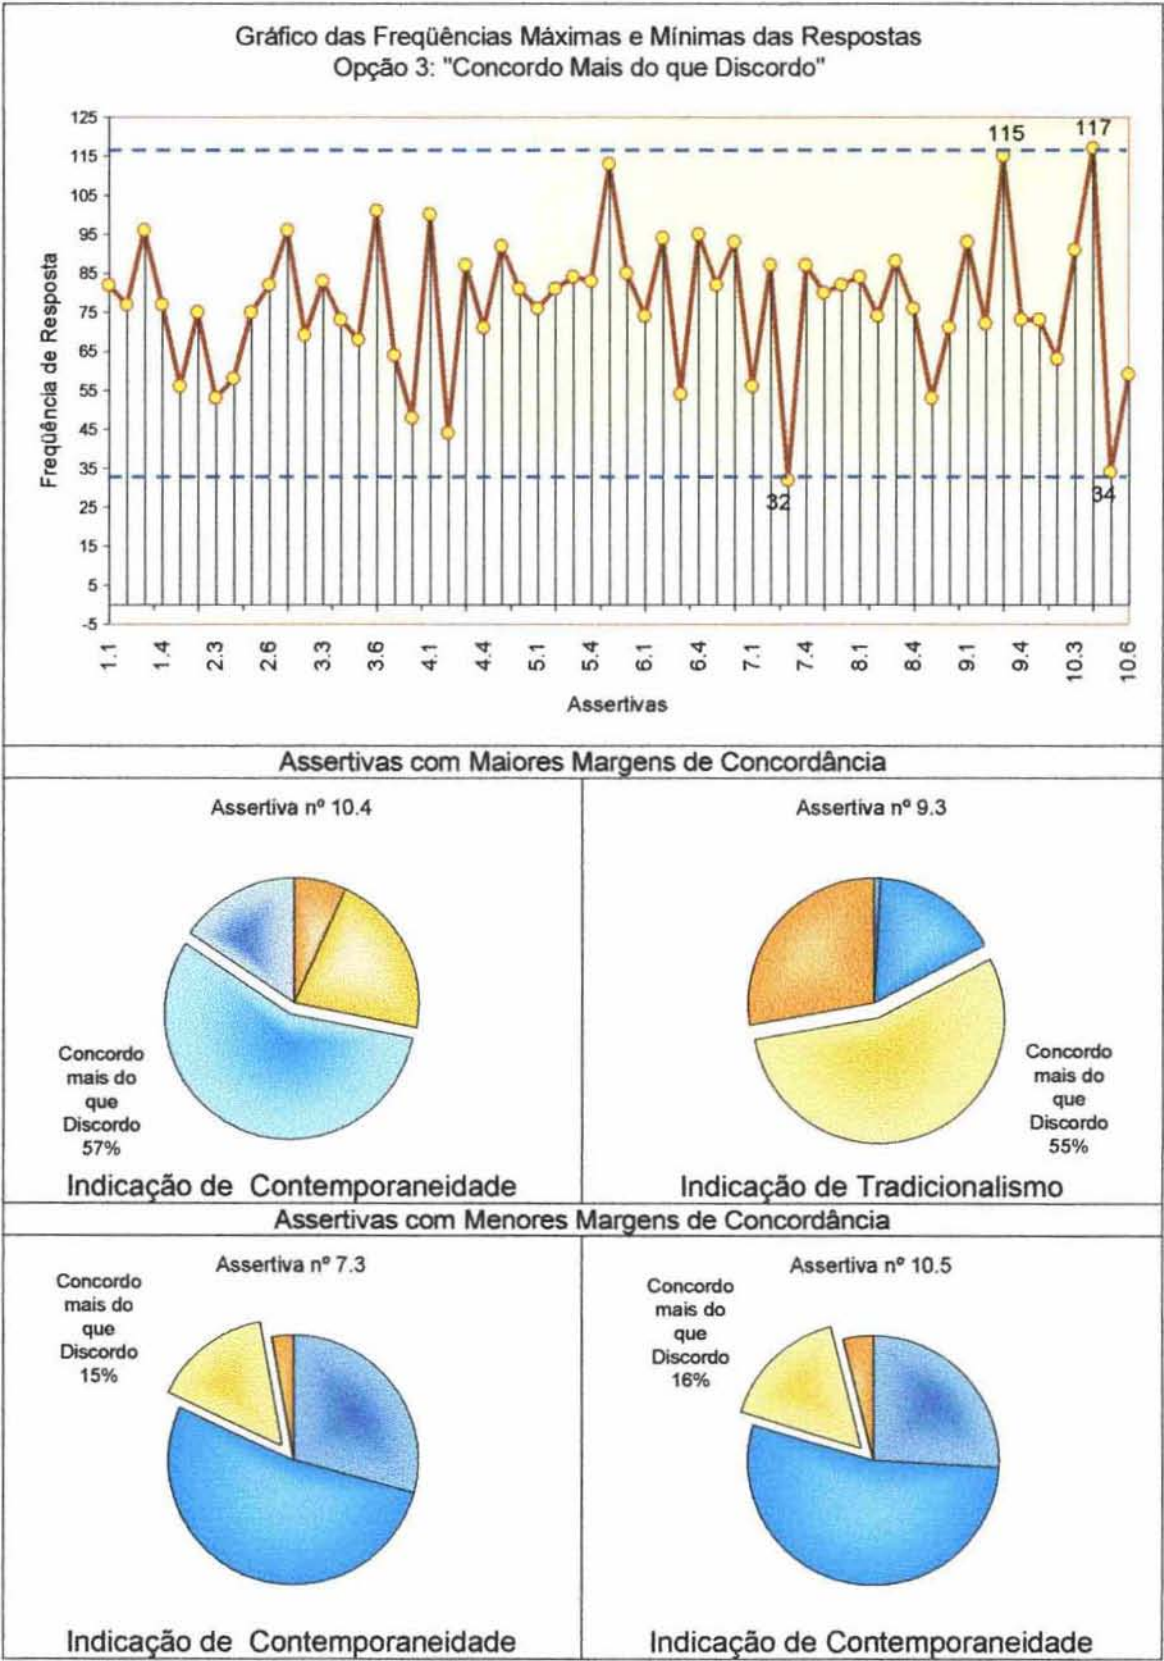 Gráfico das Freqüências Máximas e Mínimas das Respostas
Opção 3: "Concordo Mais do que Discordo"
125
115
105
95
85
75
65
55
45
35
25
15
5
-5
Freqüência de Resposta
115
117
32
34
1.1
1.4
2.3
2.6
3.3
3.6
4.1
4.4
5.1
5.4
6.1
6.4
7.1
7.4
8.1
8.4
9.1
9.4
10.3
10.6
Assertivas
Assertivas com Maiores Margens de Concordância
Assertiva nº 10.4
Concordo
mais do
que
Discordo
57%
Indicação de Contemporaneidade
Assertiva nº 9.3
Concordo
mais do
que
Discordo
55%
Indicação de Tradicionalismo
Assertivas com Menores Margens de Concordância
Assertiva nº 7.3
Concordo
mais do
que
Discordo
15%
Indicação de Contemporaneidade
Assertiva nº 10.5
Concordo
mais do
que
Discordo
16%
Indicação de Contemporaneidade